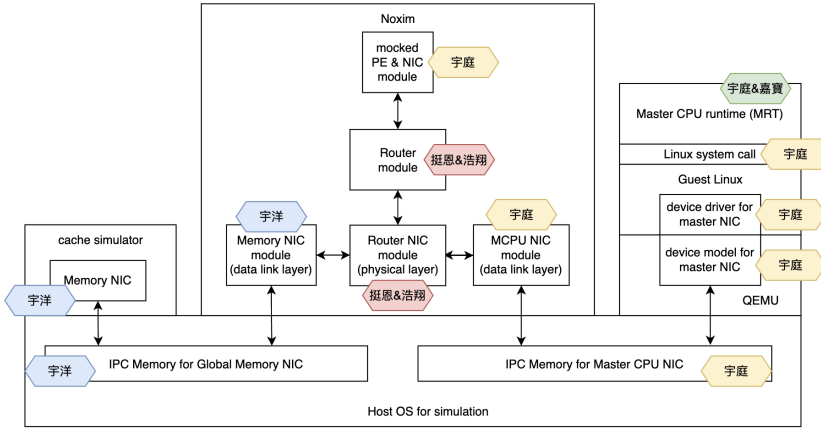 Noxim
mocked
PE & NIC
module
宇庭
Router
module
挺恩&浩翔
宇洋
Memory NIC
module
(data link layer)
Router NIC
module
(physical layer)
挺恩&浩翔
宇庭
MCPU NIC
module
(data link layer)
cache simulator
Memory NIC
宇洋
宇庭&嘉寶
Master CPU runtime (MRT)
Linux system call
宇庭
Guest Linux
device driver for
master NIC
宇庭
device model for
master NIC
宇庭
QEMU
IPC Memory for Global Memory NIC
宇洋
IPC Memory for Master CPU NIC
宇庭
Host OS for simulation